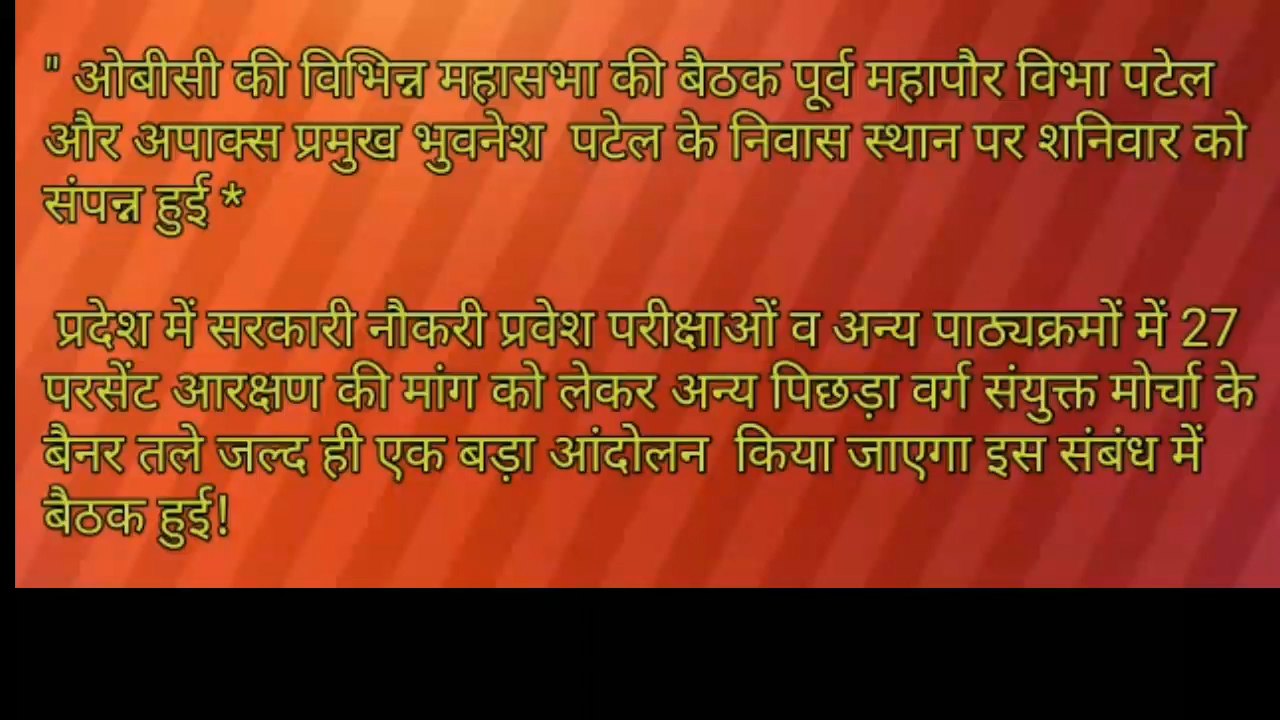 " ओबीसी की विभिन्न महासभा की बैठक पूर्व महापौर विभा पटेल
और अपाक्स प्रमुख भुवनेश पटेल के निवास स्थान पर शनिवार को
संपन्न हुई *
प्रदेश में सरकारी नौकरी प्रवेश परीक्षाओं व अन्य पाठ्यक्रमों में 27
परसेंट आरक्षण की मांग को लेकर अन्य पिछड़ा वर्ग संयुक्त मोर्चा के
बैनर तले जल्द ही एक बड़ा आंदोलन किया जाएगा इस संबंध में
बैठक हुई!